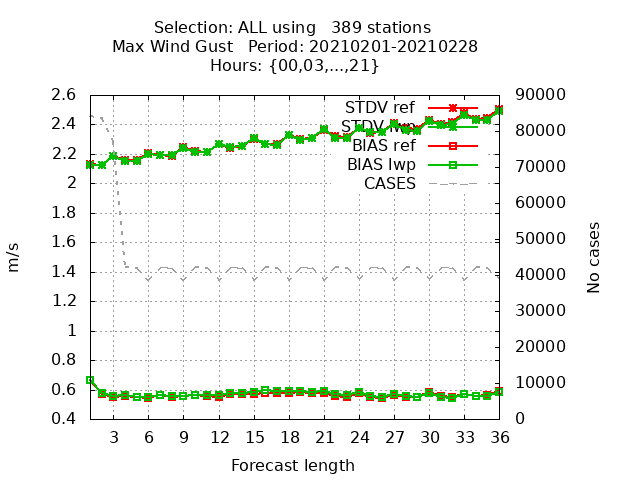 Selection: ALL using   389 stations
Max Wind Gust   Period: 20210201-20210228
Hours: {00,03,...,21}
2.6
2.4
2.2
2
1.8
1.6
1.4
1.2
1
0.8
0.6
0.4
m/s
STDV ref
STDV lwp
BIAS ref
BIAS lwp
CASES
90000
80000
70000
60000
50000
40000
30000
20000
10000
0
No cases
3 6 9 12 15 18 21 24 27 30 33 36
Forecast length